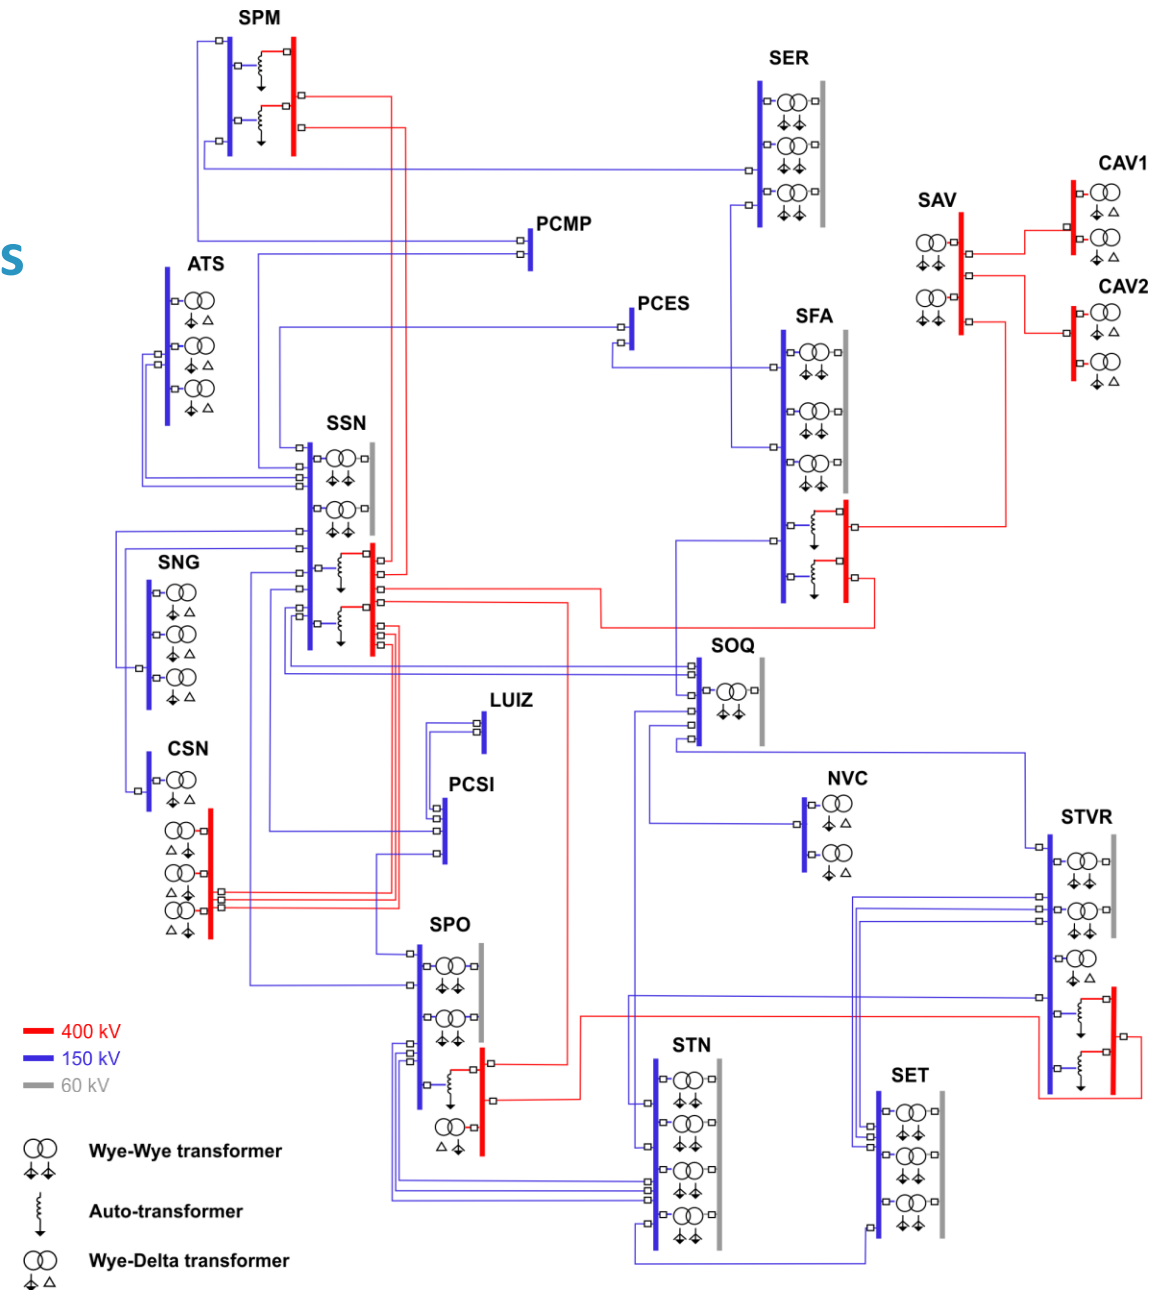 SPM
SER
CAV1
SAV
PCMP
s
ATS
CAV2
PCES
SFA
SSN
SNG
SOQ
LUIZ
CSN
NVC
PCSI
STVR
SPO
400 kV
150 kV
60 kV
STN
SET
Wye-Wye transformer
Auto-transformer
Wye-Delta transformer